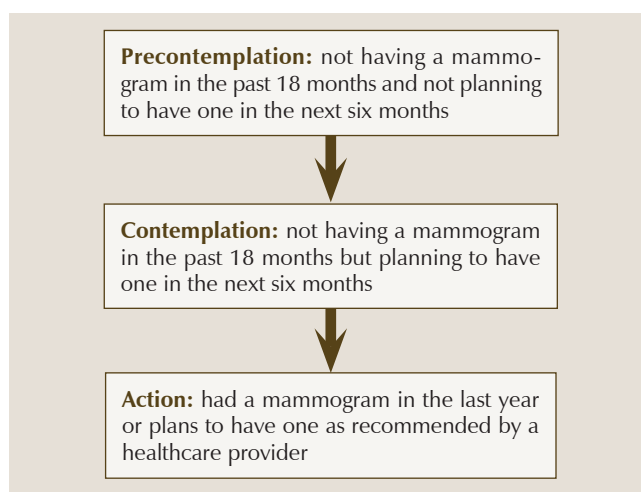 Precontemplation: not having a mammo-
gram in the past 18 months and not planning
to have one in the next six months
Contemplation: not having a mammogram
in the past 18 months but planning to have
one in the next six months
Action: had a mammogram in the last year
or plans to have one as recommended by a
healthcare provider